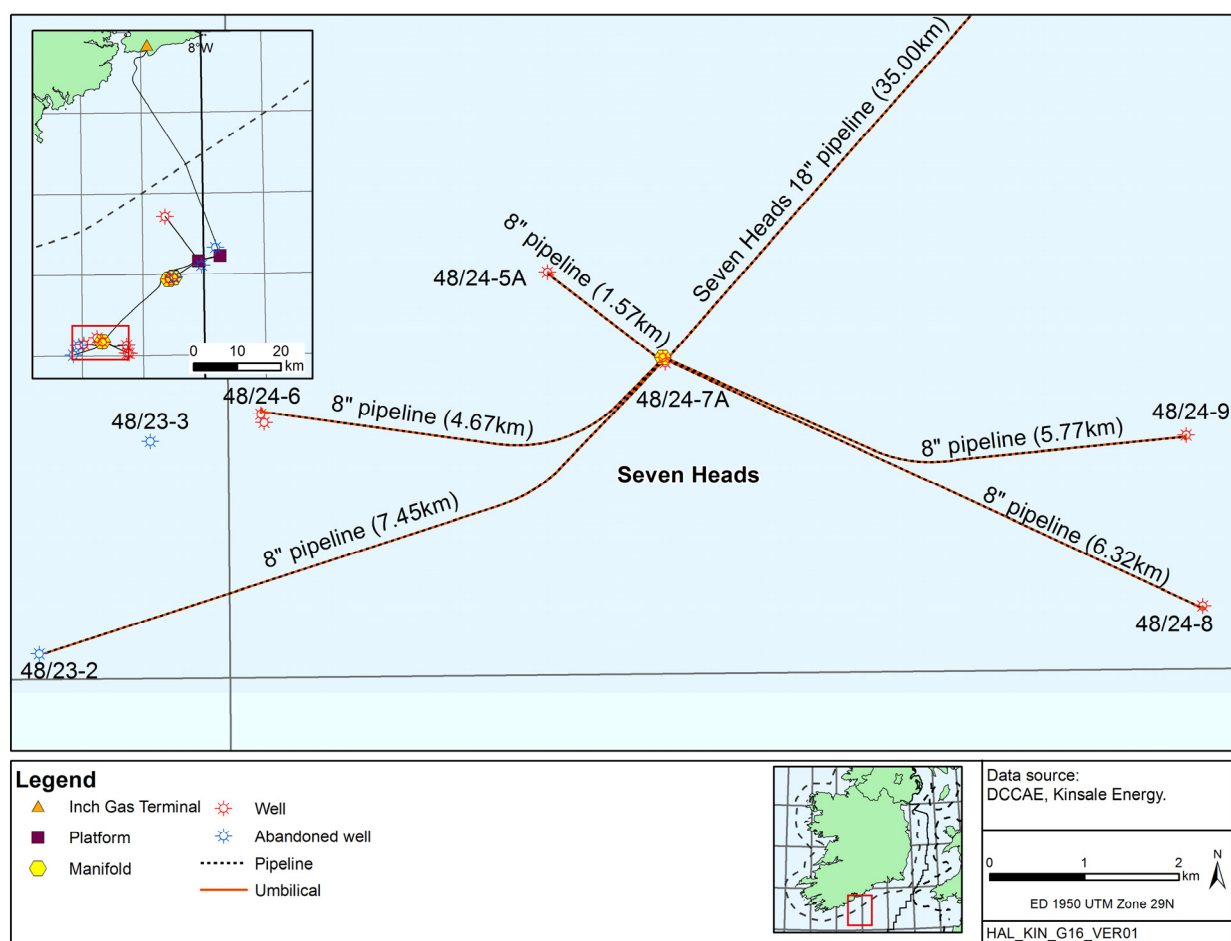 8°W
0 10 20
km
Seven Heads 18" pipeline (35.00km)
8" pipeline (1.57km)
48/24-5A
48/24-7A
48/24-6
48/23-3
8" pipeline (4.67km)
48/24-9
8" pipeline (5.77km)
Seven Heads
8" pipeline (7.45km)
8" pipeline (6.32km)
48/24-8
48/23-2
Legend
Inch Gas Terminal
Platform
Manifold
Well
Abandoned well
Pipeline
Umbilical
Data source:
DCCAE, Kinsale Energy.
N
0 1 2
km
ED 1950 UTM Zone 29N
HAL_KIN_G16_VER01